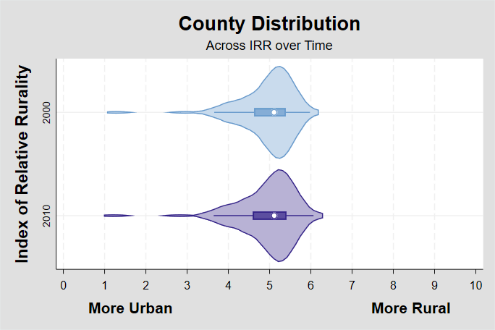 County Distribution
Across IRR over Time
Index of Relative Rurality
2000
2010
0 1 2 3 4 5 6 7 8 9 10
More Urban More Rural